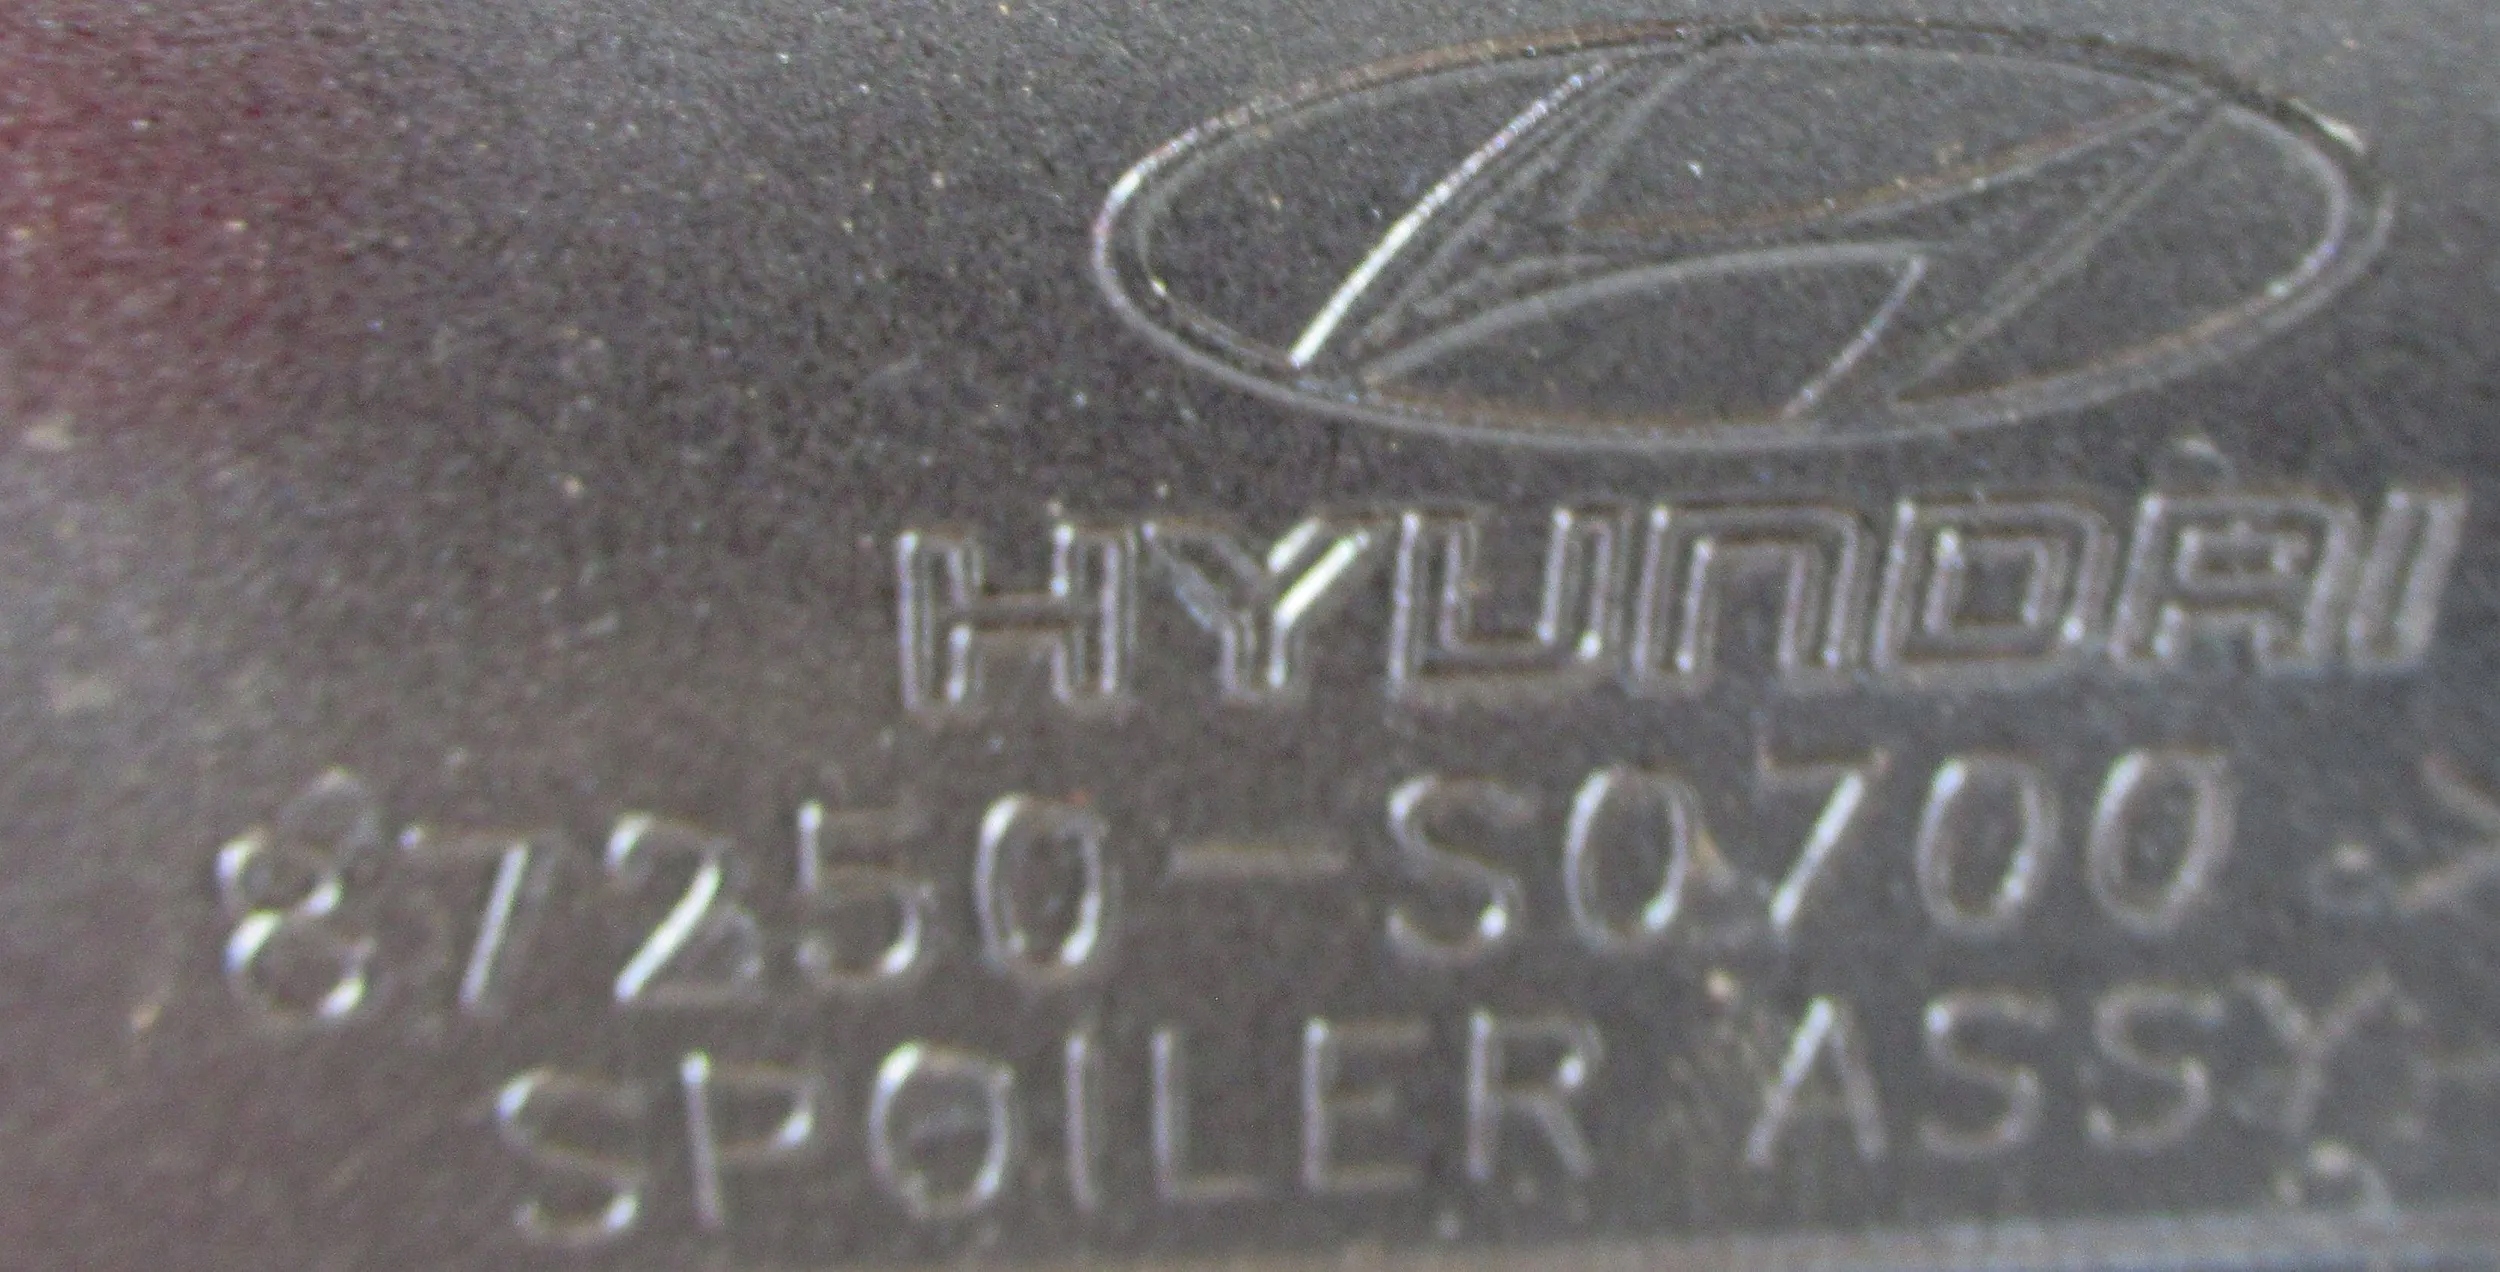 HYUNDAI
87250-S0700
SPOILER ASSY